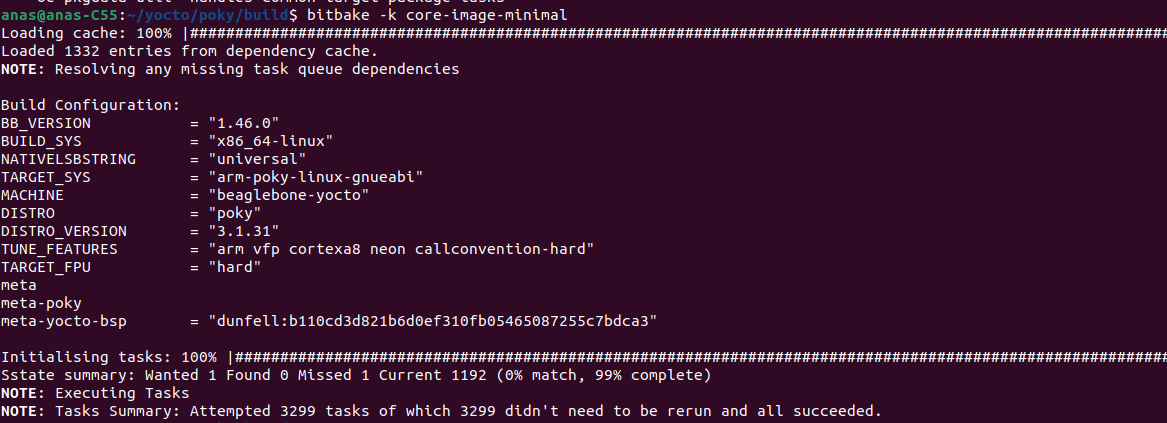 anas@anas-C55:~/yocto/poky/build$ bitbake -k core-image-minimal
Loading cache: 100% |############################################################################################################
Loaded 1332 entries from dependency cache.
NOTE: Resolving any missing task queue dependencies
Build Configuration:
BB_VERSION           = "1.46.0"
BUILD_SYS            = "x86_64-linux"
NATIVELSBSTRING      = "universal"
TARGET_SYS           = "arm-poky-linux-gnueabi"
MACHINE              = "beaglebone-yocto"
DISTRO               = "poky"
DISTRO_VERSION       = "3.1.31"
TUNE_FEATURES        = "arm vfp cortexa8 neon callconvention-hard"
TARGET_FPU           = "hard"
meta
meta-poky
meta-yocto-bsp       = "dunfell:b110cd3d821b6d0ef310fb05465087255c7bdca3"
Initialising tasks: 100% |#######################################################################################################
Sstate summary: Wanted 1 Found 0 Missed 1 Current 1192 (0% match, 99% complete)
NOTE: Executing Tasks
NOTE: Tasks Summary: Attempted 3299 tasks of which 3299 didn't need to be rerun and all succeeded.